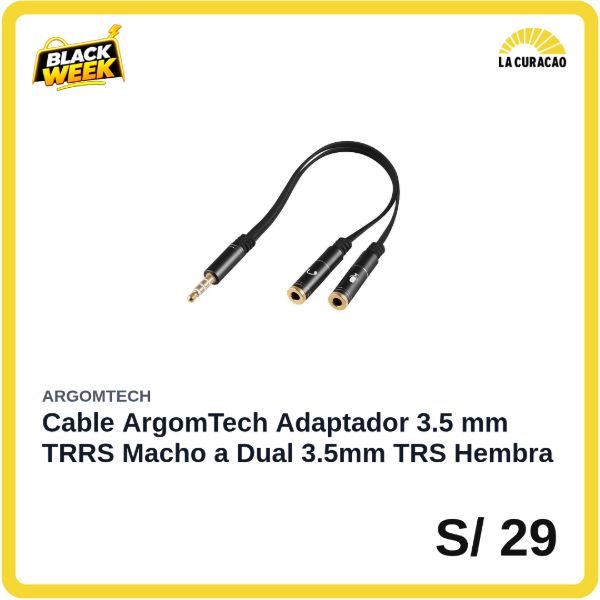 BLACK
WEEK
LA CURACAO
ARGOMTECH
Cable ArgomTech Adaptador 3.5 mm
TRRS Macho a Dual 3.5mm TRS Hembra
S/ 29